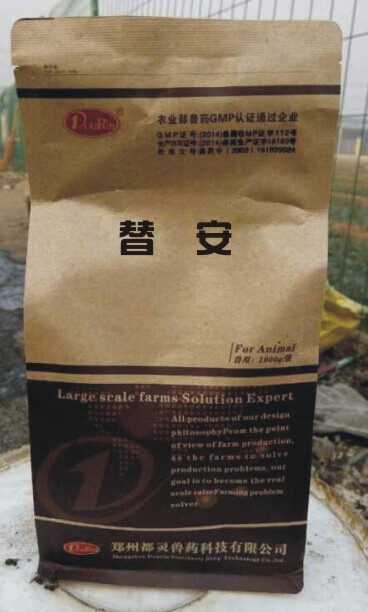 DouRin
®
农业部兽药GMP认证通过企业
替 安
For Animal
兽用: 1000g/袋
Large scale farms Solution Expert
All products of our design
philosophyFrom the point
of view of farm production,
as the farms to solve
production problems, our
goal is to become the real
scale raiseFarming problem
solver
DouRin
郑州都灵兽药科技有限公司